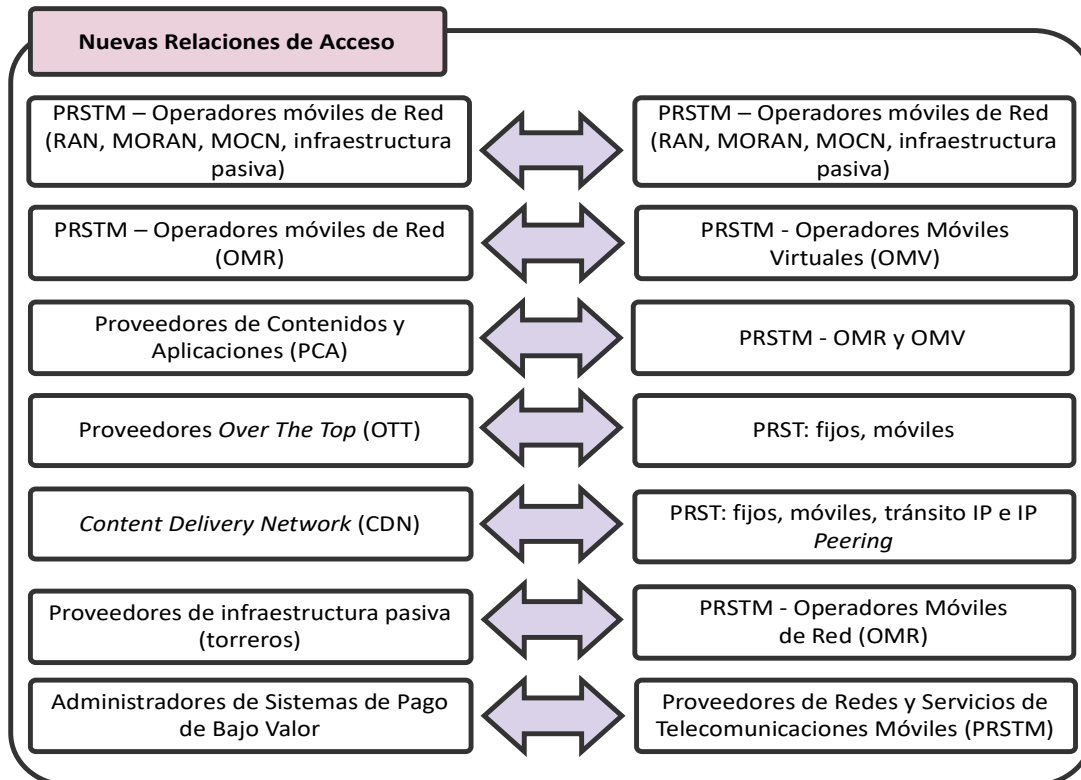 Nuevas Relaciones de Acceso
PRSTM – Operadores móviles de Red
(RAN, MORAN, MOCN, infraestructura
pasiva)
PRSTM – Operadores móviles de Red
(RAN, MORAN, MOCN, infraestructura
pasiva)
PRSTM – Operadores móviles de Red
(OMR)
PRSTM - Operadores Móviles
Virtuales (OMV)
Proveedores de Contenidos y
Aplicaciones (PCA)
PRSTM - OMR y OMV
Proveedores Over The Top (OTT)
PRST: fijos, móviles
Content Delivery Network (CDN)
PRST: fijos, móviles, tránsito IP e IP
Peering
Proveedores de infraestructura pasiva
(torreros)
PRSTM - Operadores Móviles
de Red (OMR)
Administradores de Sistemas de Pago
de Bajo Valor
Proveedores de Redes y Servicios de
Telecomunicaciones Móviles (PRSTM)